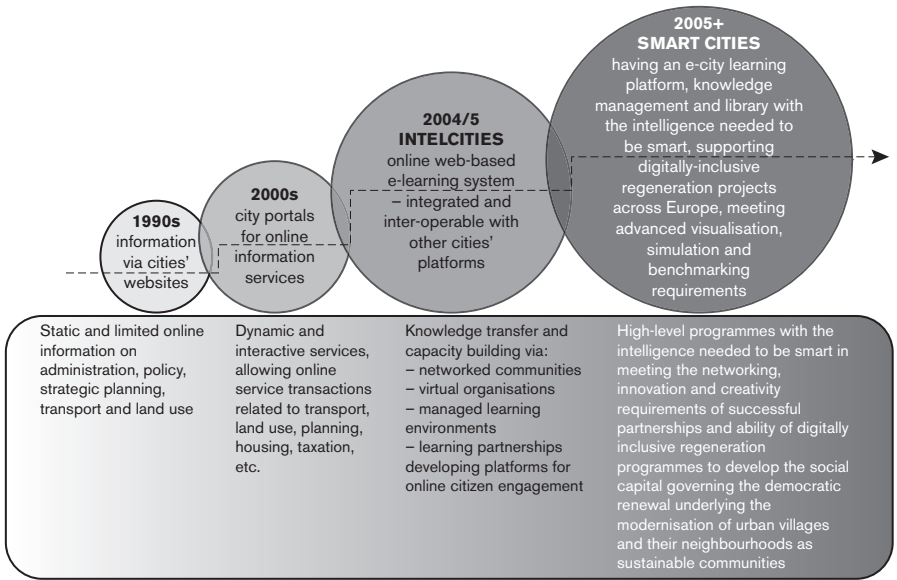 1990s
information
via cities’
websites
2000s
city portals
for online
information
services
2004/5
INTELCITIES
online web-based
e-learning system
– integrated and
inter-operable with
other cities’
platforms
2005+
SMART CITIES
having an e-city learning
platform, knowledge
management and library with
the intelligence needed to
be smart, supporting
digitally-inclusive
regeneration projects
across Europe, meeting
advanced visualisation,
simulation and
benchmarking
requirements
Static and limited online
information on
administration, policy,
strategic planning,
transport and land use
Dynamic and
interactive services,
allowing online
service transactions
related to transport,
land use, planning,
housing, taxation,
etc.
Knowledge transfer and
capacity building via:
– networked communities
– virtual organisations
– managed learning
environments
– learning partnerships
developing platforms for
online citizen engagement
High-level programmes with the
intelligence needed to be smart in
meeting the networking,
innovation and creativity
requirements of successful
partnerships and ability of digitally
inclusive regeneration
programmes to develop the social
capital governing the democratic
renewal underlying the
modernisation of urban villages
and their neighbourhoods as
sustainable communities